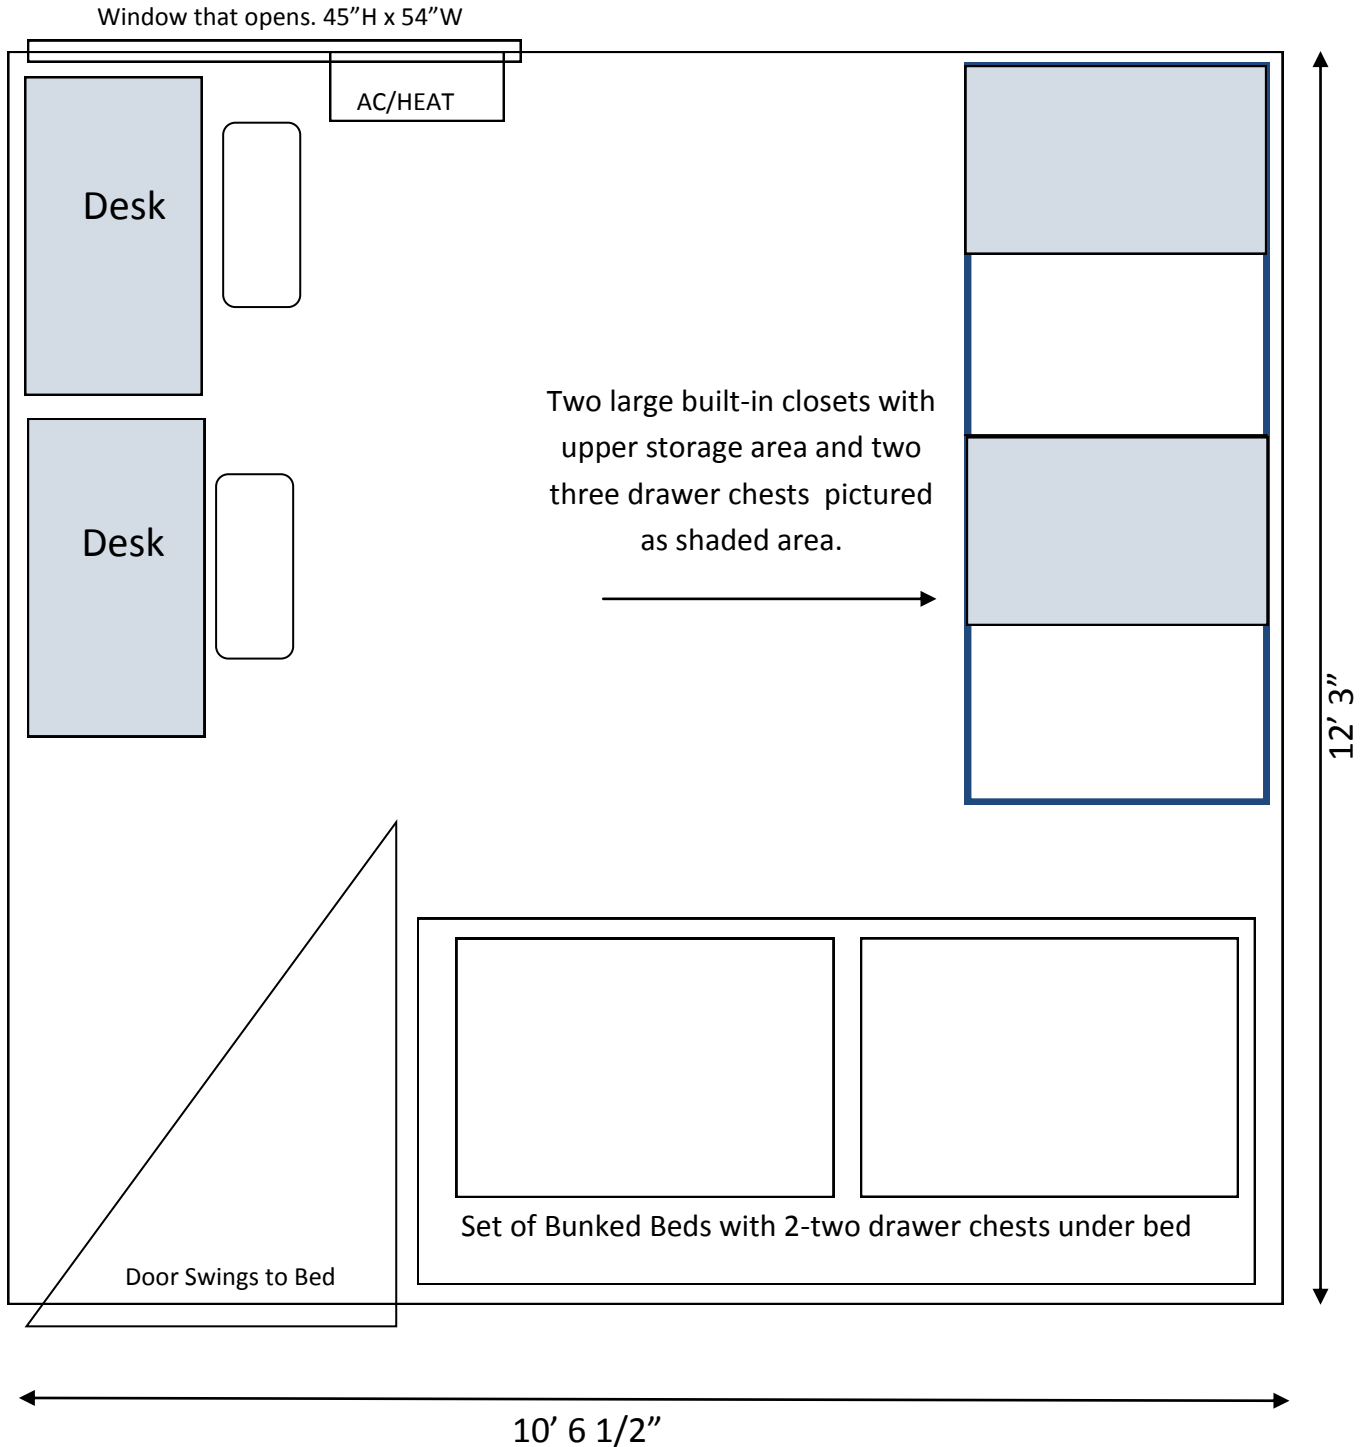 Window that opens. 45”H x 54”W
AC/HEAT
Desk
Two large built-in closets with
upper storage area and two
three drawer chests  pictured
as shaded area.
Desk
12’ 3”
Set of Bunked Beds with 2-two drawer chests under bed
Door Swings to Bed
10’ 6 1/2”